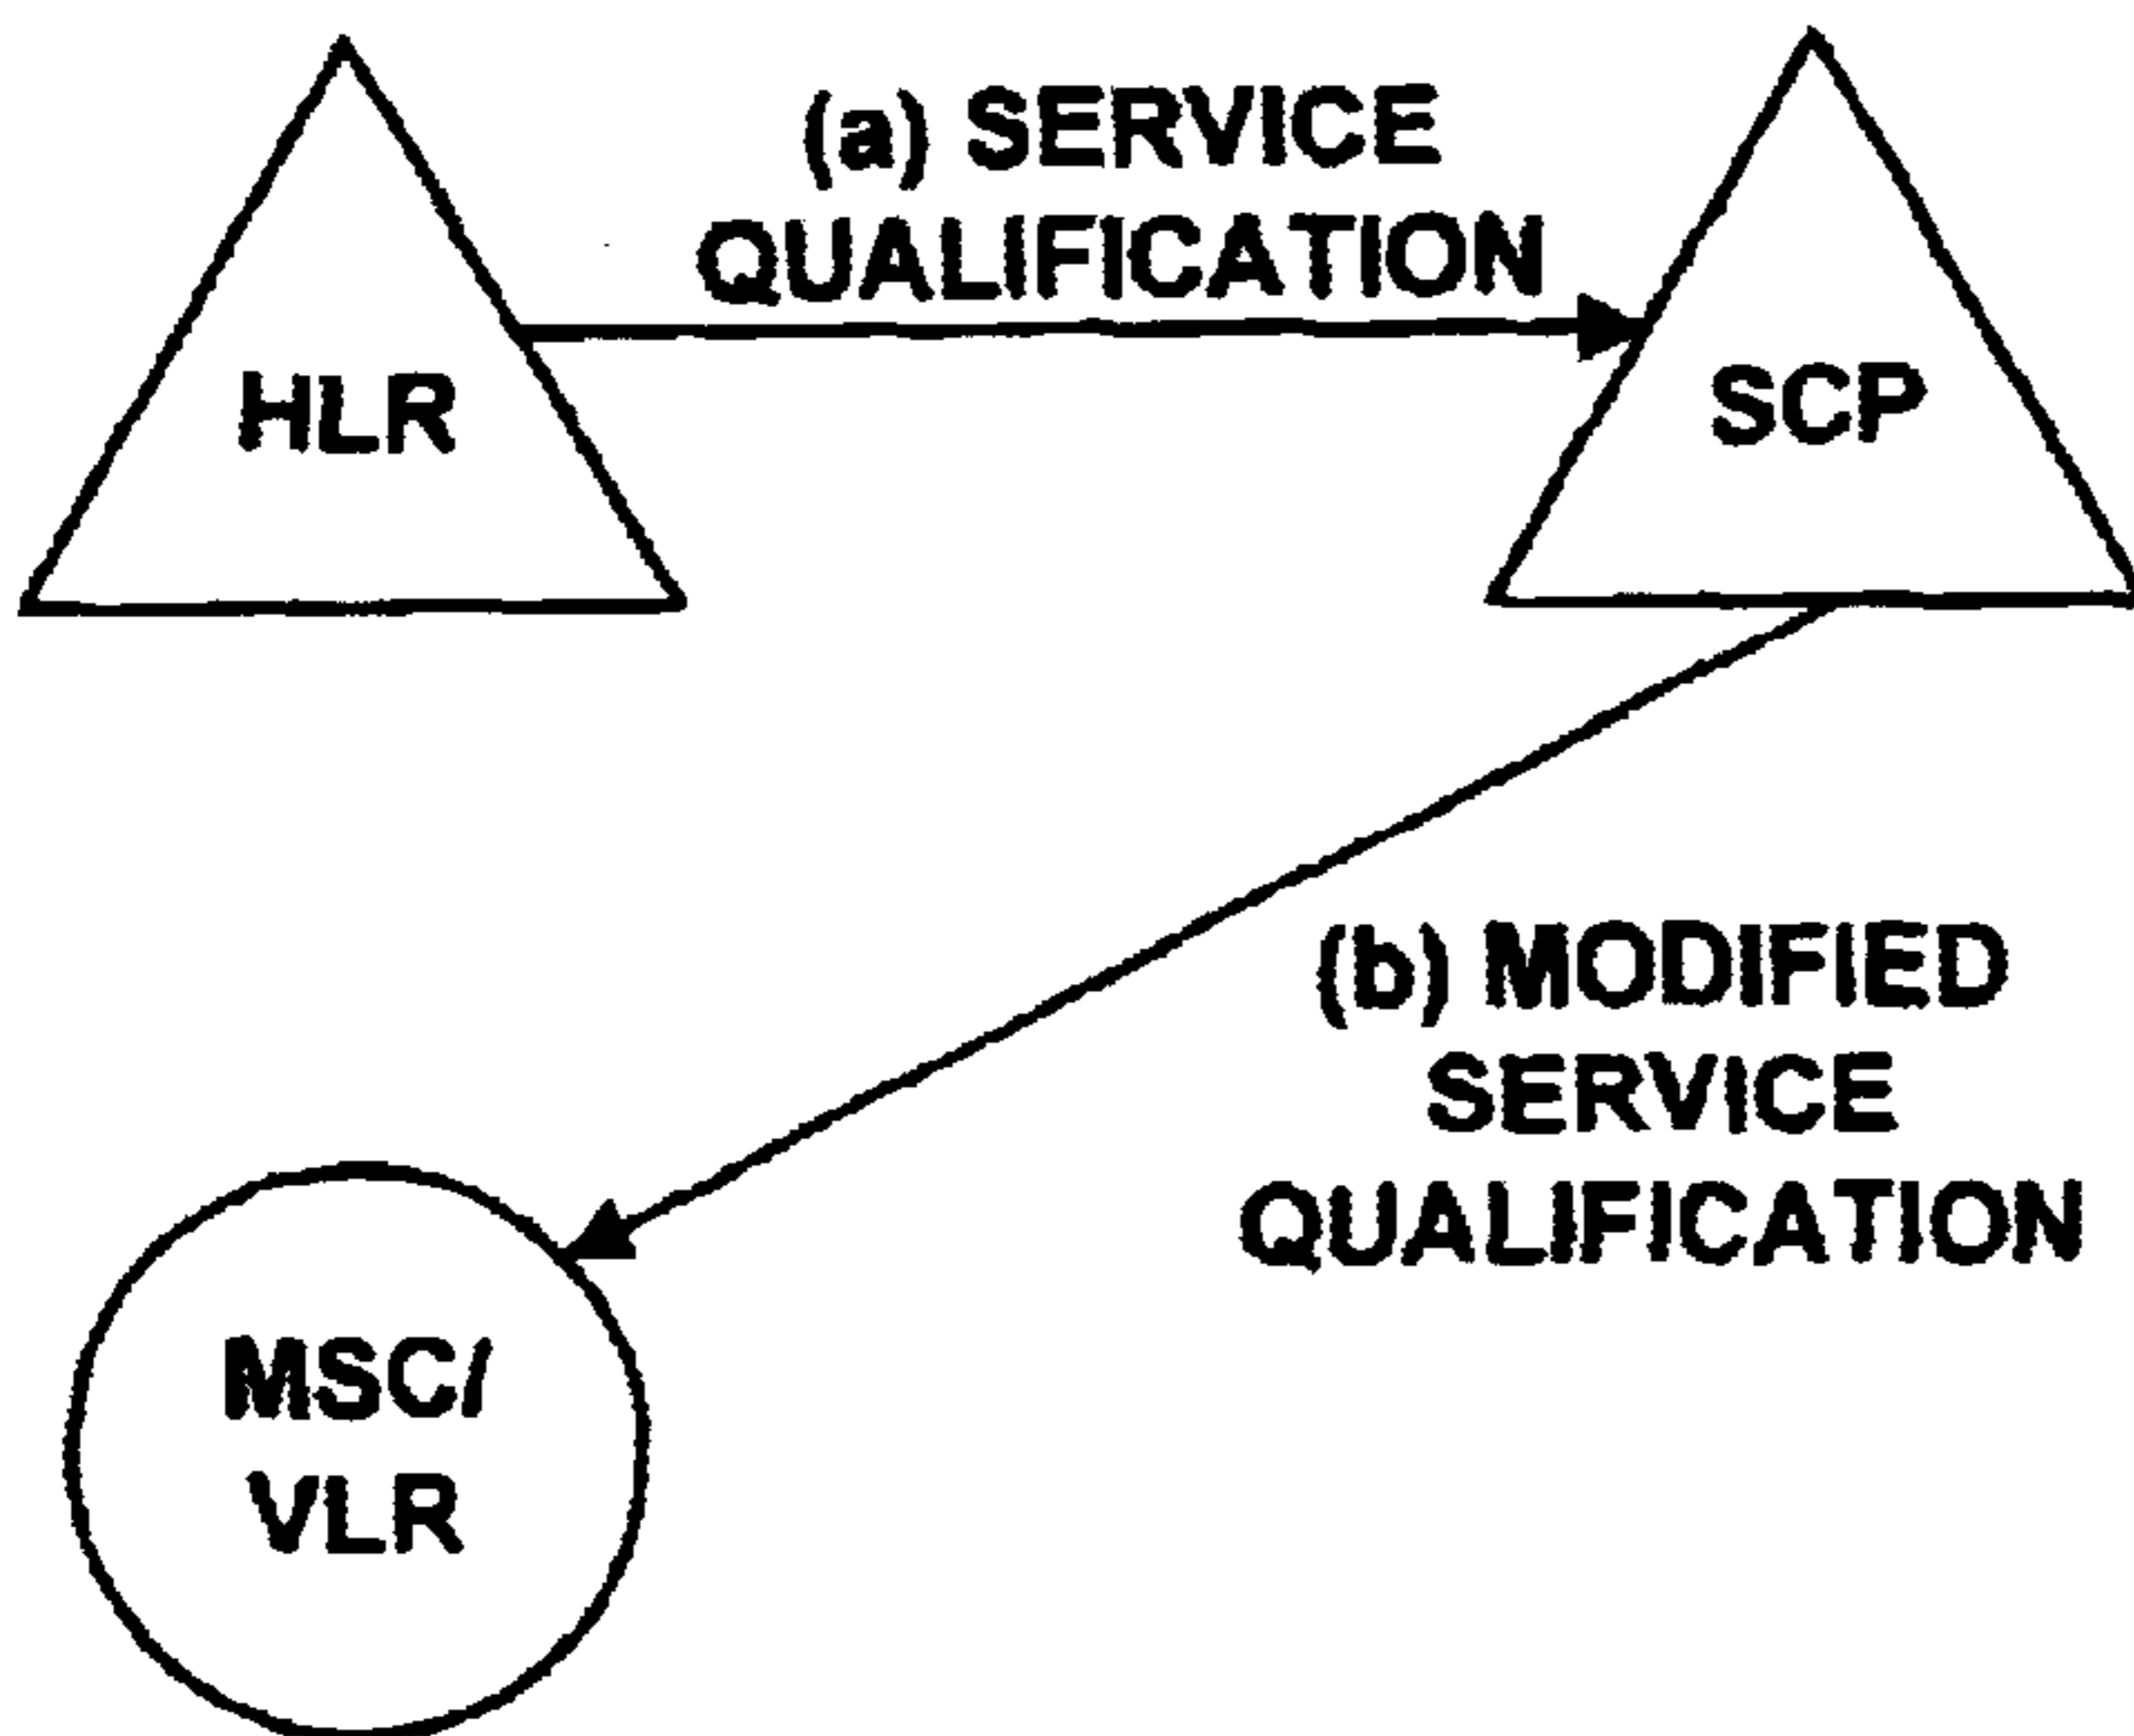 (a) SERVICE
QUALIFICATION
HLR
SCP
(b) MODIFIED
SERVICE
QUALIFICATION
MSC/
VLR